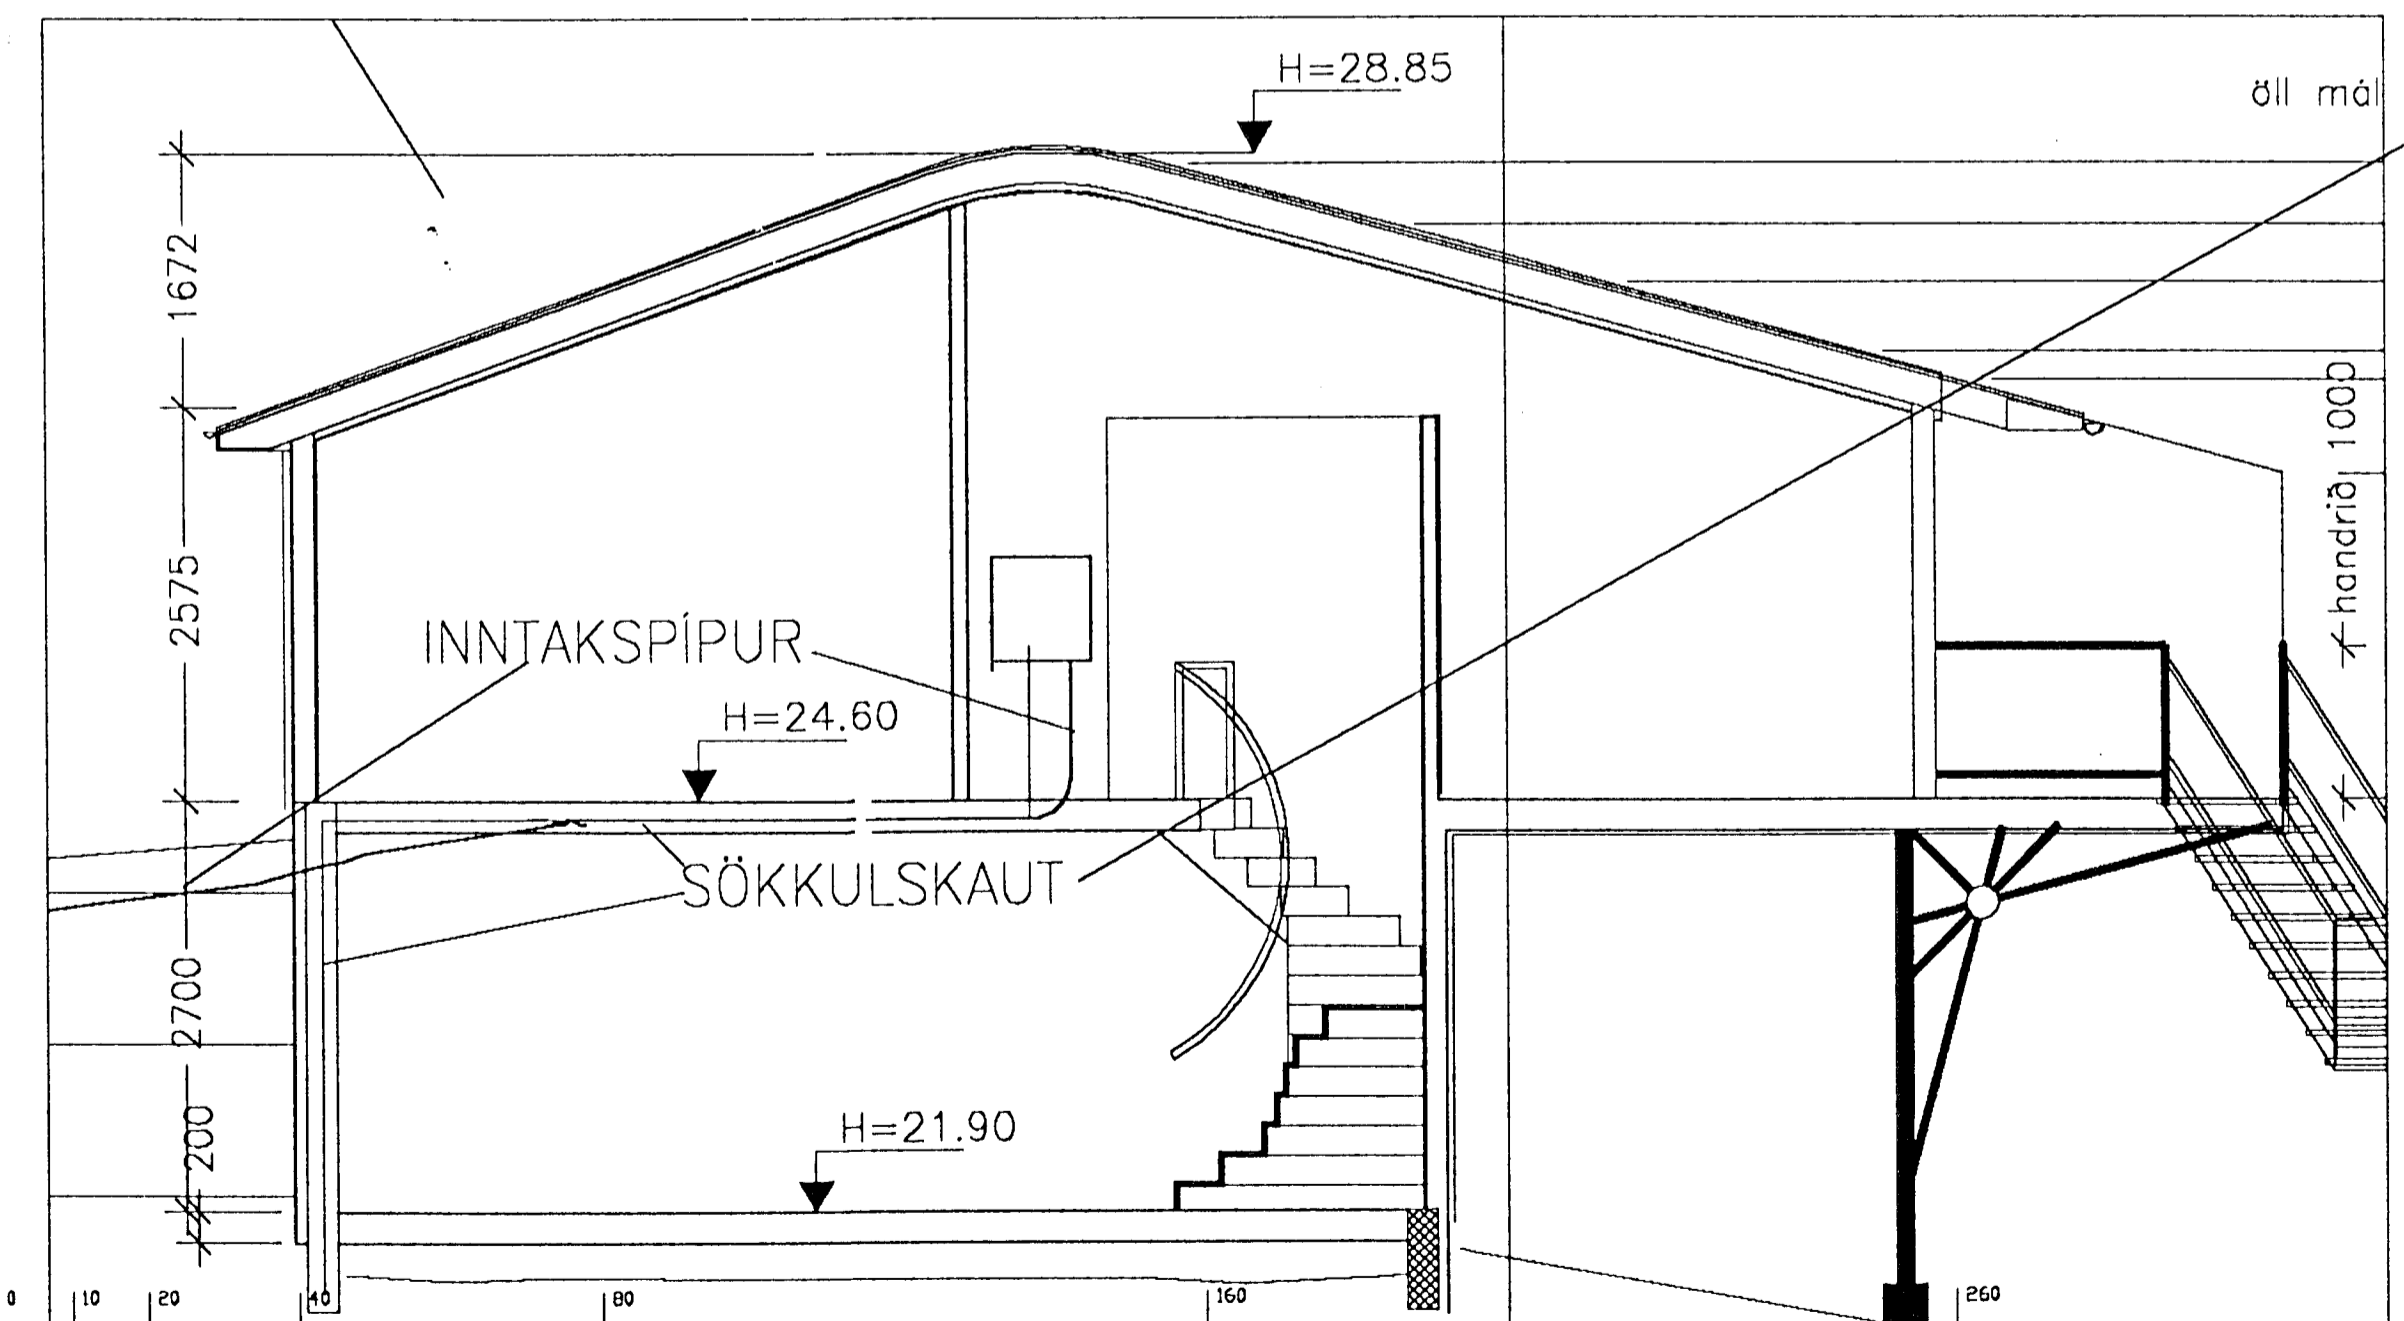 H=28.85
öll mál
1672
handrið 1000
2575
INNTAKSPÍPUR
H=24.60
SÖKKULSKAUT
2700
200
H=21.90
0 10 20 40 80 160 260